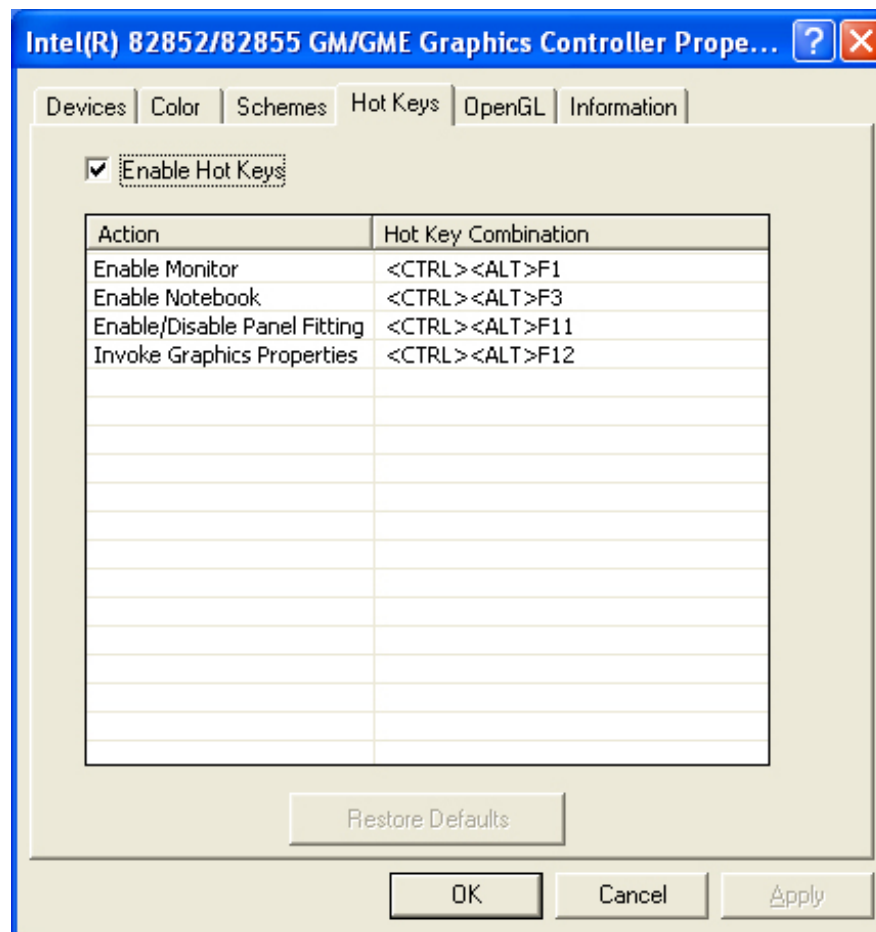 Intel(R) 82852/82855 GM/GME Graphics Controller Prope... ?
Devices Color Schemes Hot Keys OpenGL Information
Enable Hot Keys
Action Hot Key Combination
Enable Monitor <CTRL><ALT>F1
Enable Notebook <CTRL><ALT>F3
Enable/Disable Panel Fitting <CTRL><ALT>F11
Invoke Graphics Properties <CTRL><ALT>F12
Restore Defaults
OK Cancel Apply